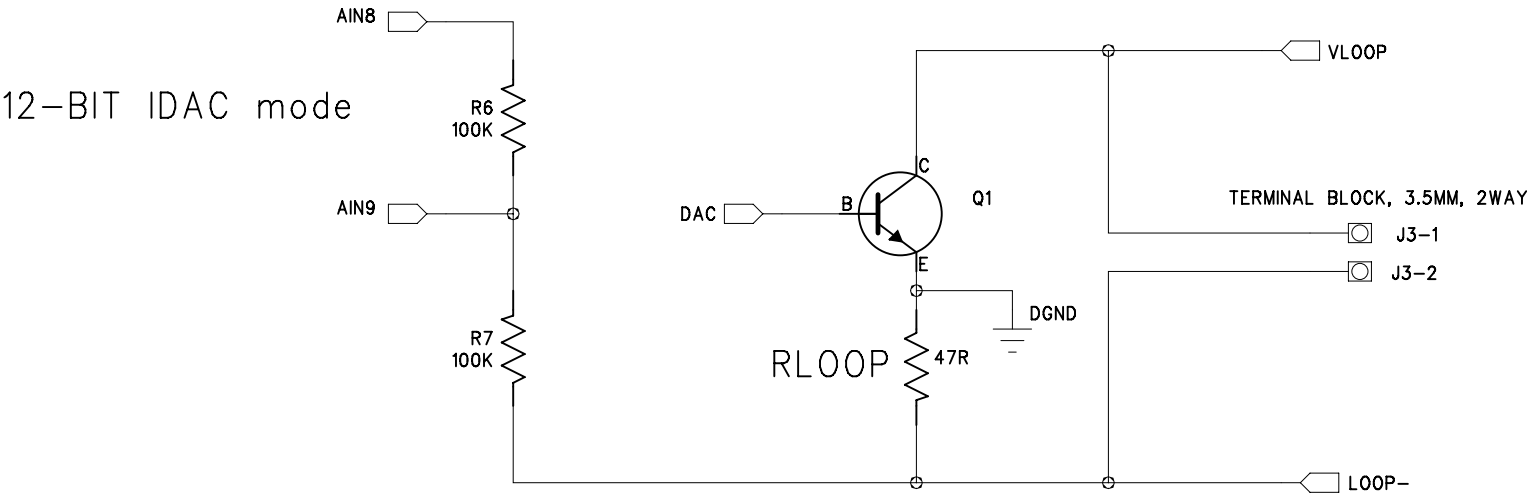 AIN8
12-BIT IDAC mode
R6
100K
AIN9
R7
100K
DAC
B
C
E
Q1
DGND
RLOOP
47R
VLOOP
TERMINAL BLOCK, 3.5MM, 2WAY
J3-1
J3-2
LOOP-